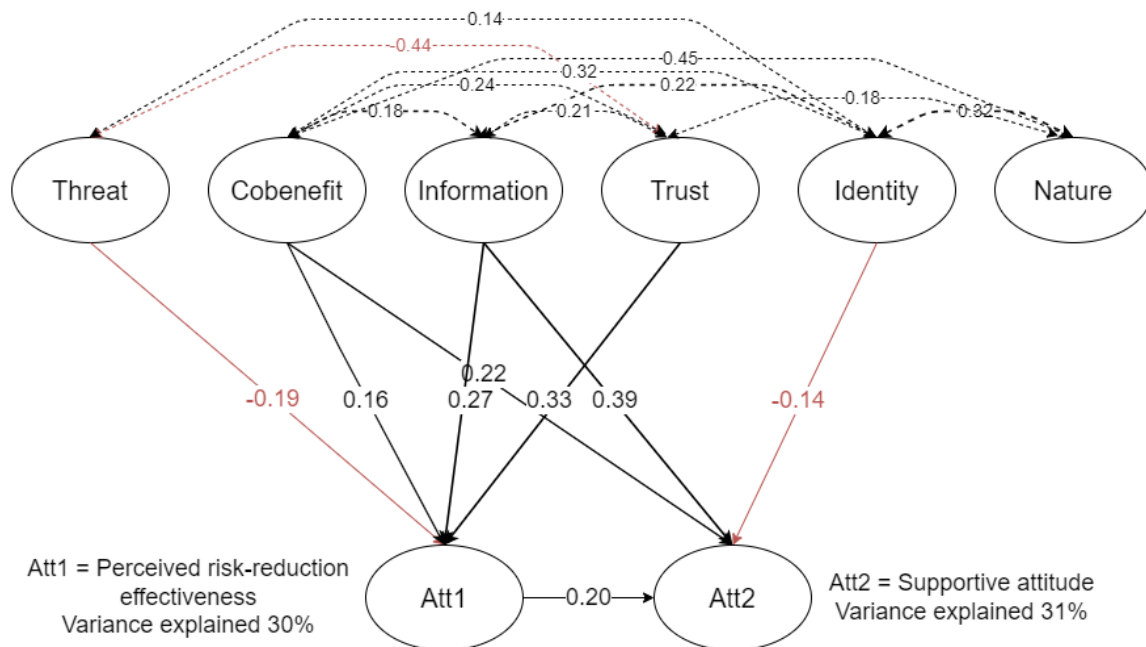 0.14
-0.44
0.45
0.32
0.24
0.22
0.18
0.18
0.21
0.32
Threat
Cobenefit
Information
Trust
Identity
Nature
0.22
-0.19
0.16
0.27
0.33
0.39
-0.14
Att1 = Perceived risk-reduction
effectiveness
Variance explained 30%
Att1
0.20
Att2
Att2 = Supportive attitude
Variance explained 31%